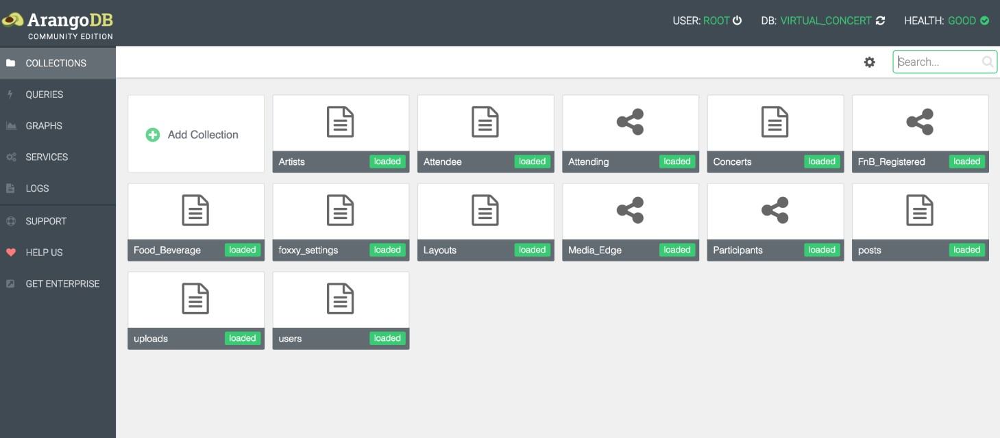 ArangoDB
COMMUNITY EDITION
USER: ROOT DB: VIRTUAL_CONCERT HEALTH: GOOD
COLLECTIONS
QUERIES
GRAPHS
SERVICES
LOGS
SUPPORT
HELP US
GET ENTERPRISE
Search...
Add Collection
Artists loaded
Attendee loaded
Attending loaded
Concerts loaded
FnB_Registered loaded
Food_Beverage loaded
foxxy_settings loaded
Layouts loaded
Media_Edge loaded
Participants loaded
posts loaded
uploads loaded
users loaded